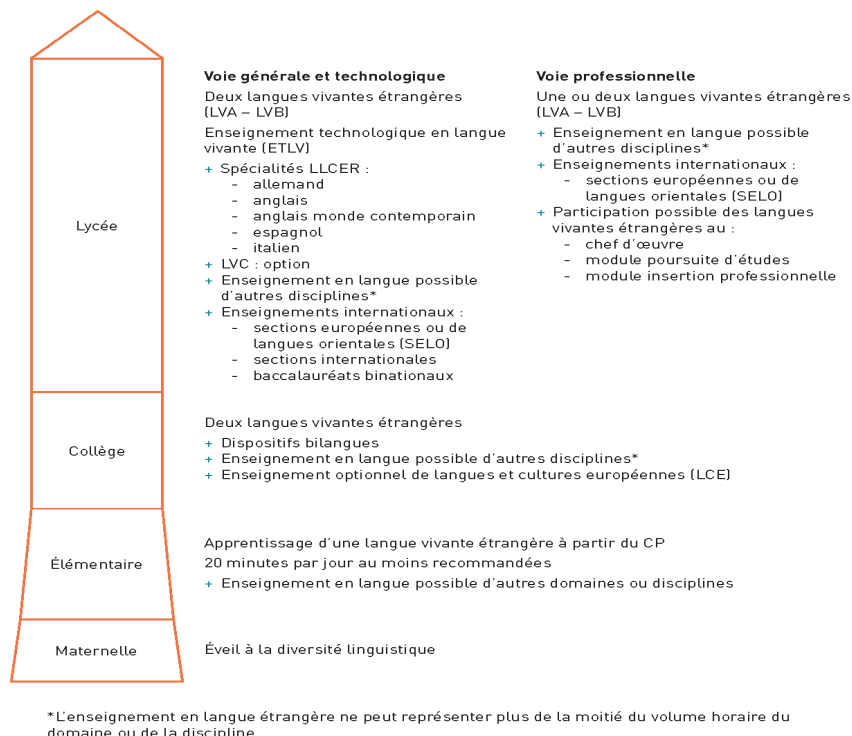 Lycée
Voie générale et technologique
Deux langues vivantes étrangères
(LVA – LVB)
Enseignement technologique en langue
vivante (ETLV)
+ Spécialités LLCER :
- allemand
- anglais
- anglais monde contemporain
- espagnol
- italien
+ LVC : option
+ Enseignement en langue possible
d'autres disciplines*
+ Enseignements internationaux :
- sections européennes ou de
langues orientales (SELO)
- sections internationales
- baccalauréats binationaux
Voie professionnelle
Une ou deux langues vivantes étrangères
(LVA – LVB)
+ Enseignement en langue possible
d'autres disciplines*
+ Enseignements internationaux :
- sections européennes ou de
langues orientales (SELO)
+ Participation possible des langues
vivantes étrangères au :
- chef d'œuvre
- module poursuite d'études
- module insertion professionnelle
Collège
Deux langues vivantes étrangères
+ Dispositifs bilangues
+ Enseignement en langue possible d'autres disciplines*
+ Enseignement optionnel de langues et cultures européennes (LCE)
Élémentaire
Apprentissage d'une langue vivante étrangère à partir du CP
20 minutes par jour au moins recommandées
+ Enseignement en langue possible d'autres domaines ou disciplines
Maternelle
Éveil à la diversité linguistique
*L'enseignement en langue étrangère ne peut représenter plus de la moitié du volume horaire du
domaine ou de la discipline